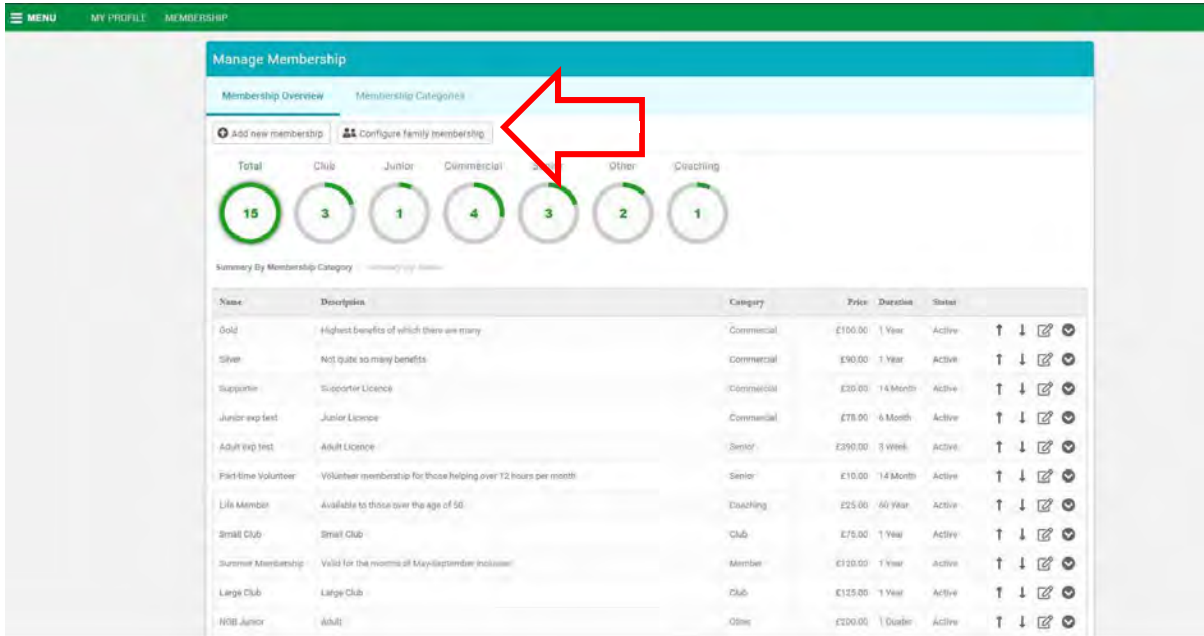 MENU MY PROFILE MEMBERSHIP
Manage Membership
Membership Overview Membership Categories
Add new membership Configure family membership
Total Club Junior Commercial Other Coaching
15 3 1 4 3 2 1
Summary By Membership Category
Name Description Category Price Duration Status
Gold Highest benefits of which there are many Commercial £100.00 1 Year Active
Silver Not quite so many benefits Commercial £90.00 1 Year Active
Supporter Supporter Licence Commercial £20.00 14 Month Active
Junior exp test Junior Licence Commercial £78.00 6 Month Active
Adult exp test Adult Licence Senior £390.00 3 Week Active
Part-time Volunteer Volunteer membership for those helping over 12 hours per month Senior £10.00 14 Month Active
Life Member Available to those over the age of 50 Coaching £25.00 60 Year Active
Small Club Small Club Club £75.00 1 Year Active
Summer Membership Valid for the months of May-September inclusive Member £120.00 1 Year Active
Large Club Large Club Club £125.00 1 Year Active
NGB Junior Adult Other £200.00 1 Active